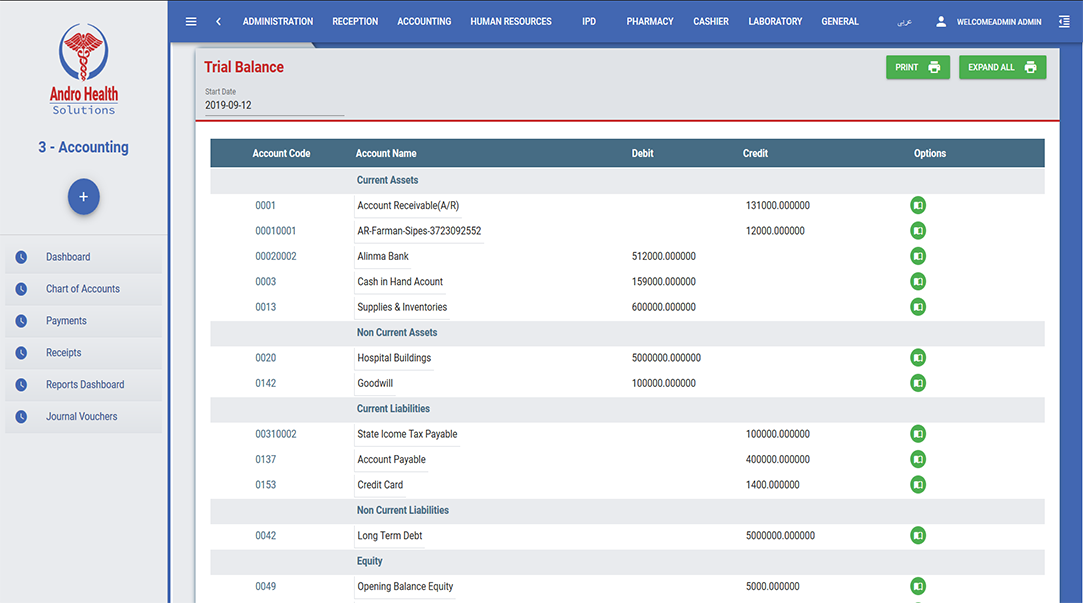 ADMINISTRATION RECEPTION ACCOUNTING HUMAN RESOURCES IPD PHARMACY CASHIER LABORATORY GENERAL عربى WELCOMEADMIN ADMIN
Andro Health
Solutions
3 - Accounting
+
Dashboard
Chart of Accounts
Payments
Receipts
Reports Dashboard
Journal Vouchers
Trial Balance
PRINT EXPAND ALL
Start Date
2019-09-12
Account Code Account Name Debit Credit Options
Current Assets
0001 Account Receivable(A/R) 131000.000000
00010001 AR-Farman-Sipes-3723092552 12000.000000
00020002 Alinma Bank 512000.000000
0003 Cash in Hand Acount 159000.000000
0013 Supplies & Inventories 600000.000000
Non Current Assets
0020 Hospital Buildings 5000000.000000
0142 Goodwill 100000.000000
Current Liabilities
00310002 State Icome Tax Payable 100000.000000
0137 Account Payable 400000.000000
0153 Credit Card 1400.000000
Non Current Liabilities
0042 Long Term Debt 5000000.000000
Equity
0049 Opening Balance Equity 5000.000000